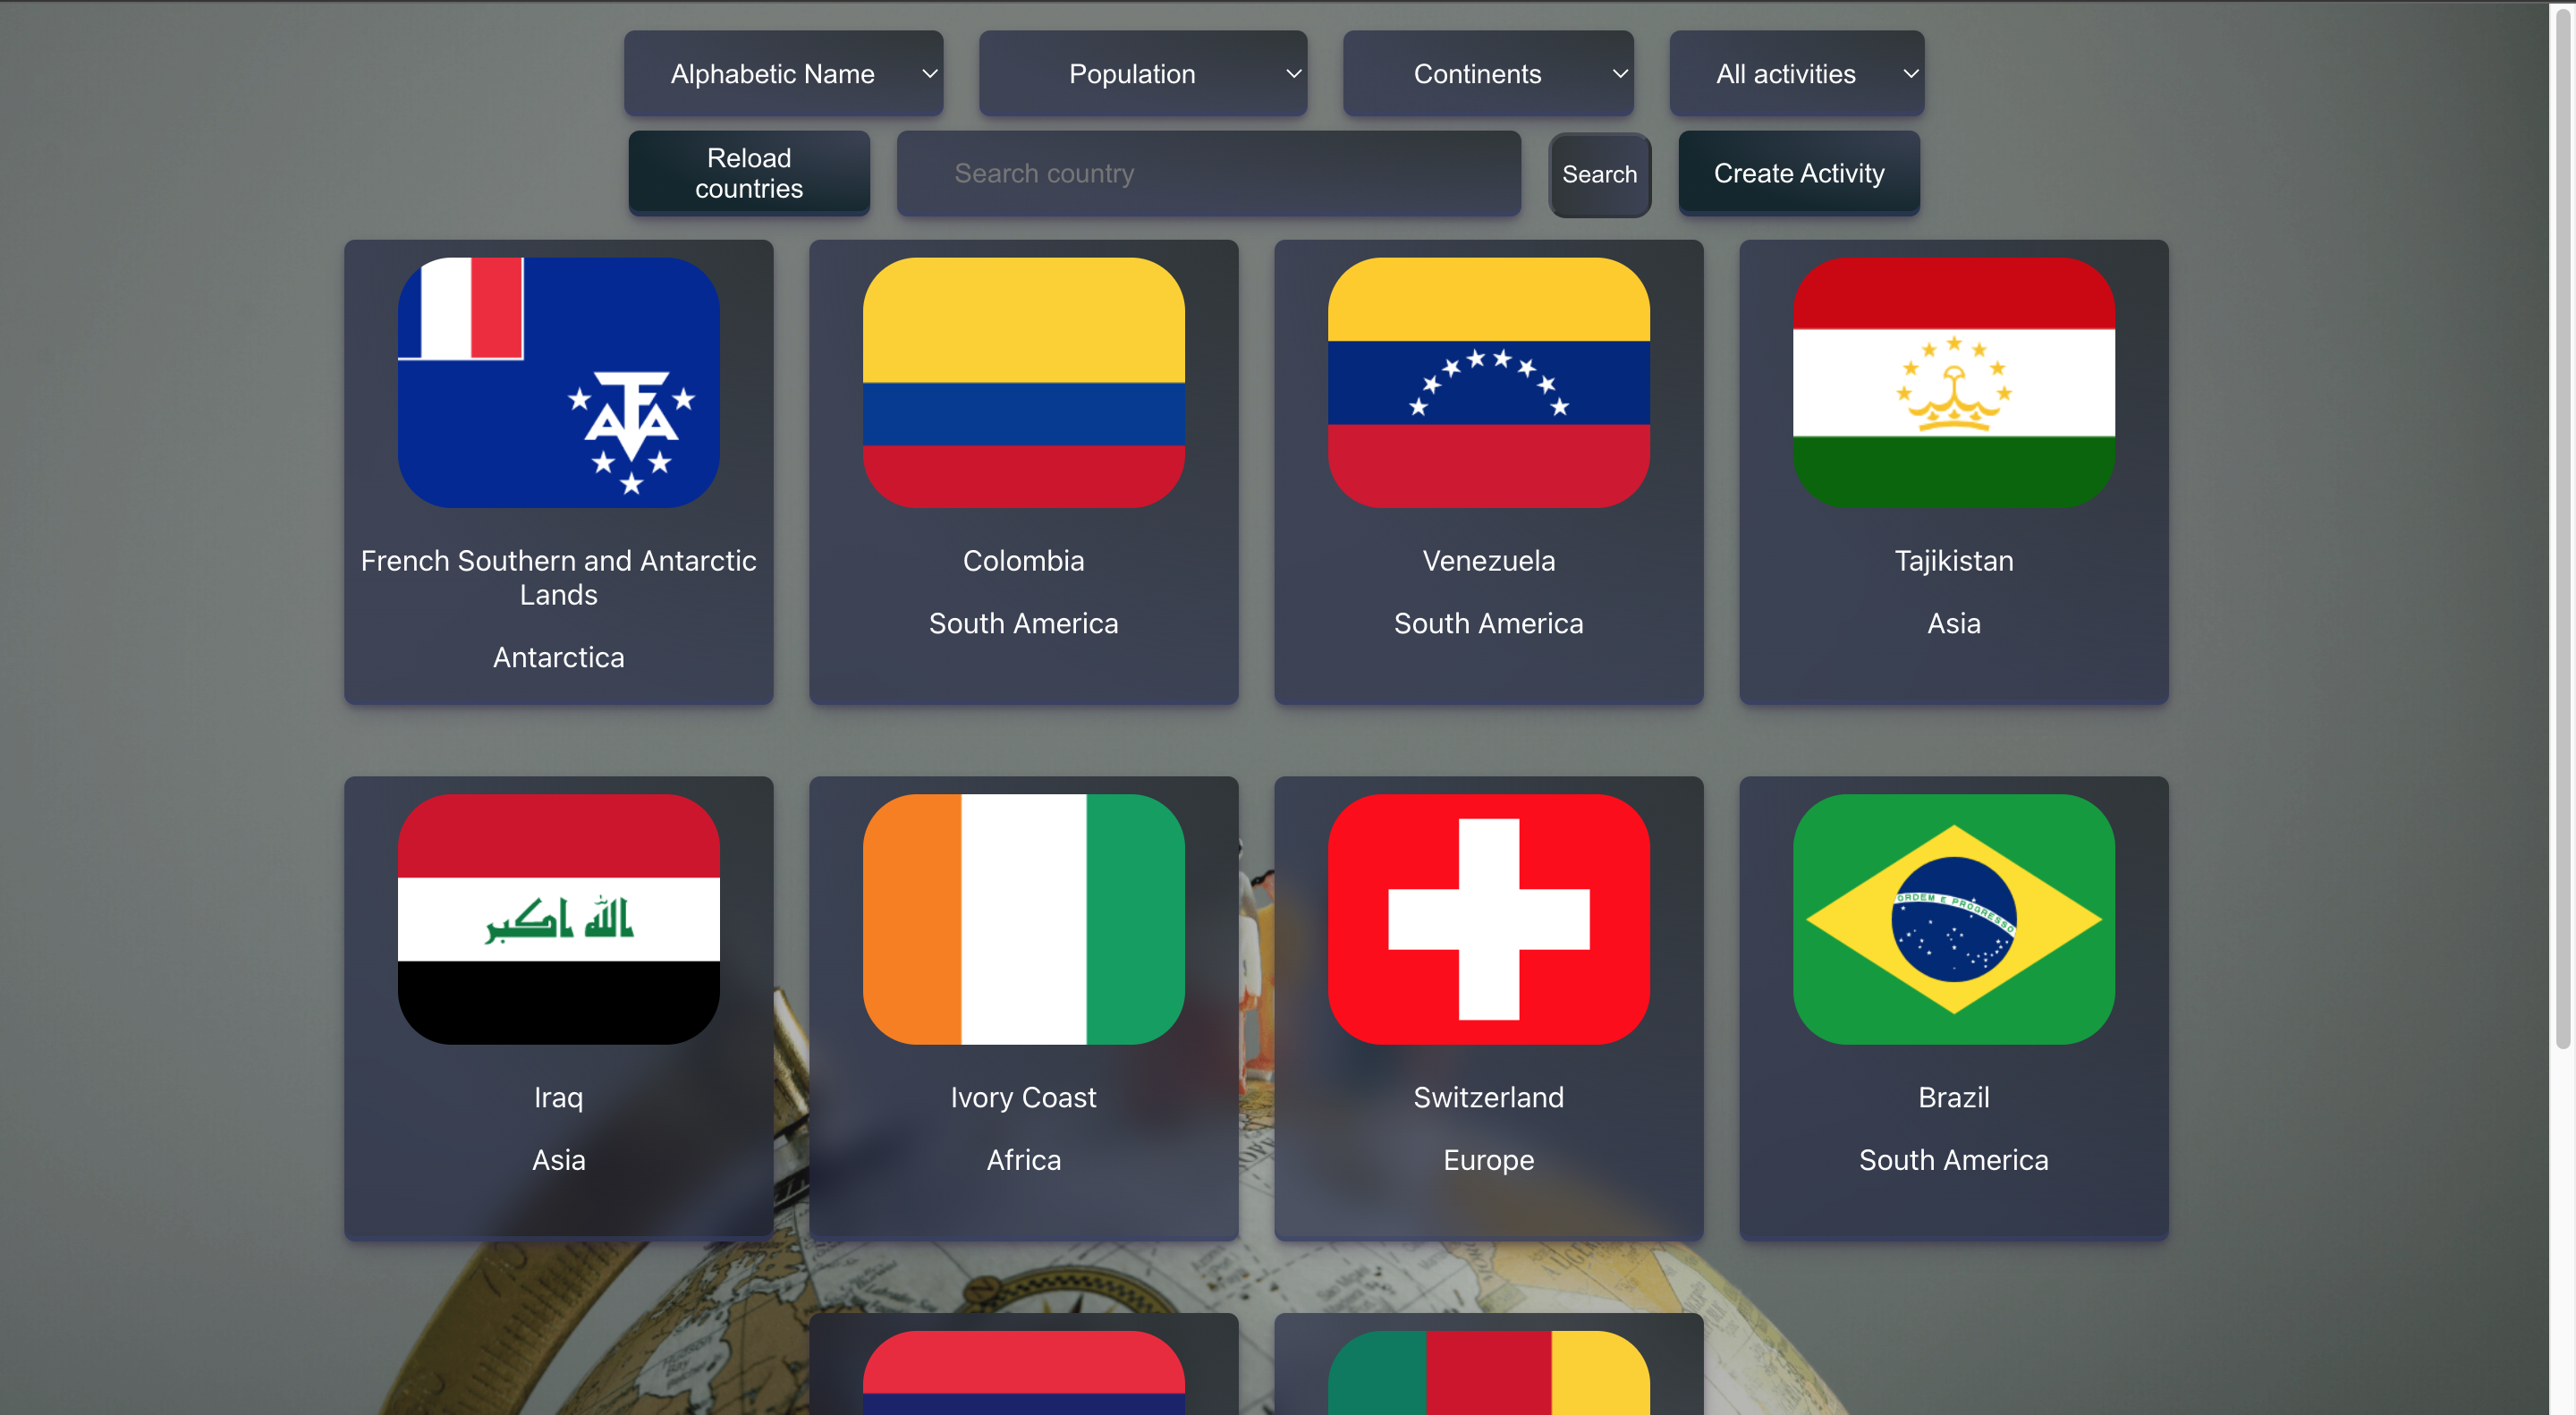 Alphabetic Name
Population
Continents
All activities
Reload
countries
Search country
Search
Create Activity
French Southern and Antarctic
Lands
Antarctica
Colombia
South America
Venezuela
South America
Tajikistan
Asia
الله اكبر
Iraq
Asia
Ivory Coast
Africa
Switzerland
Europe
ORDEM E PROGRESSO
Brazil
South America
Hudson
Bay